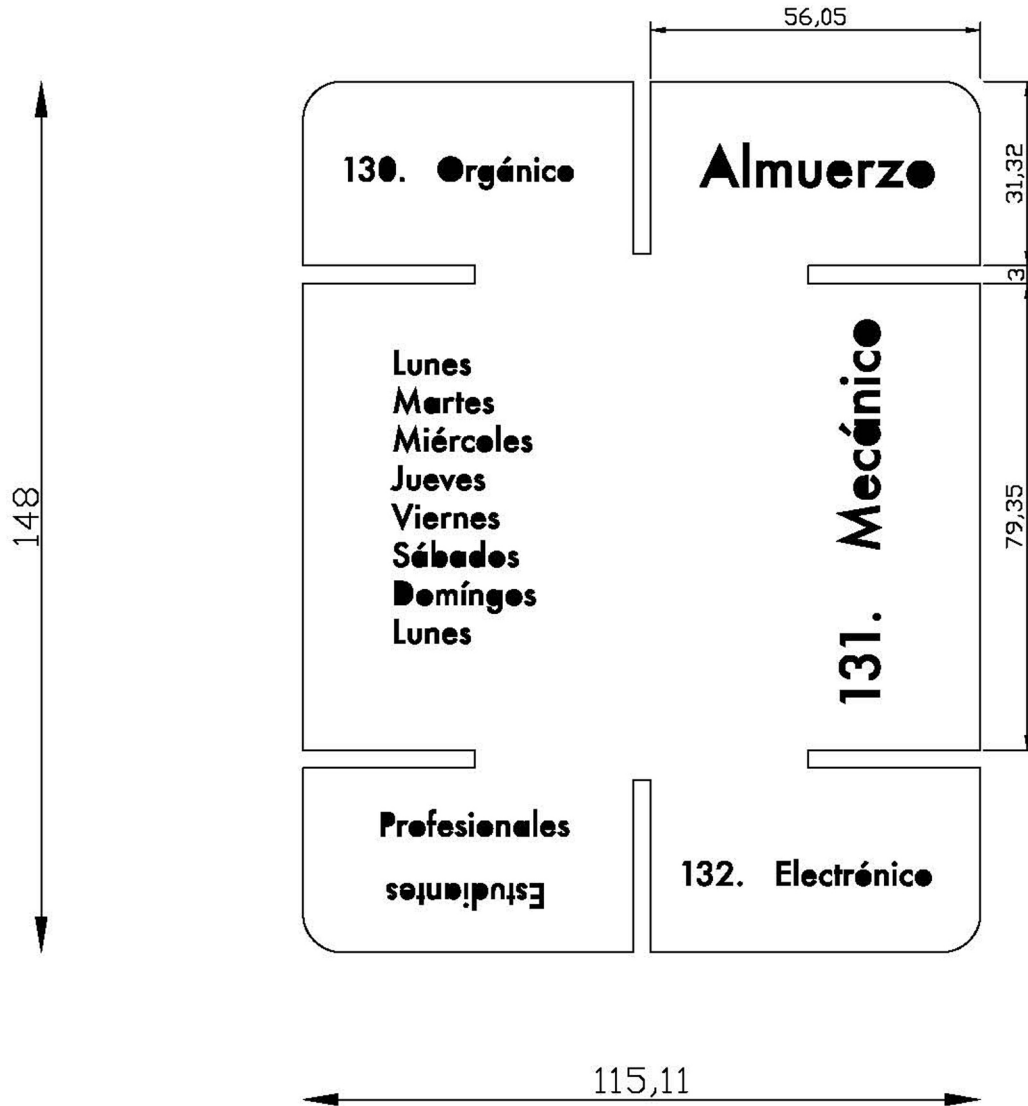 56,05
130. Orgánico
Almuerzo
31,32
3
Lunes
Martes
Miércoles
Jueves
Viernes
Sábados
Domíngos
Lunes
131. Mecánico
79,35
148
Profesionales
Estudiantes
132. Electrónico
115,11